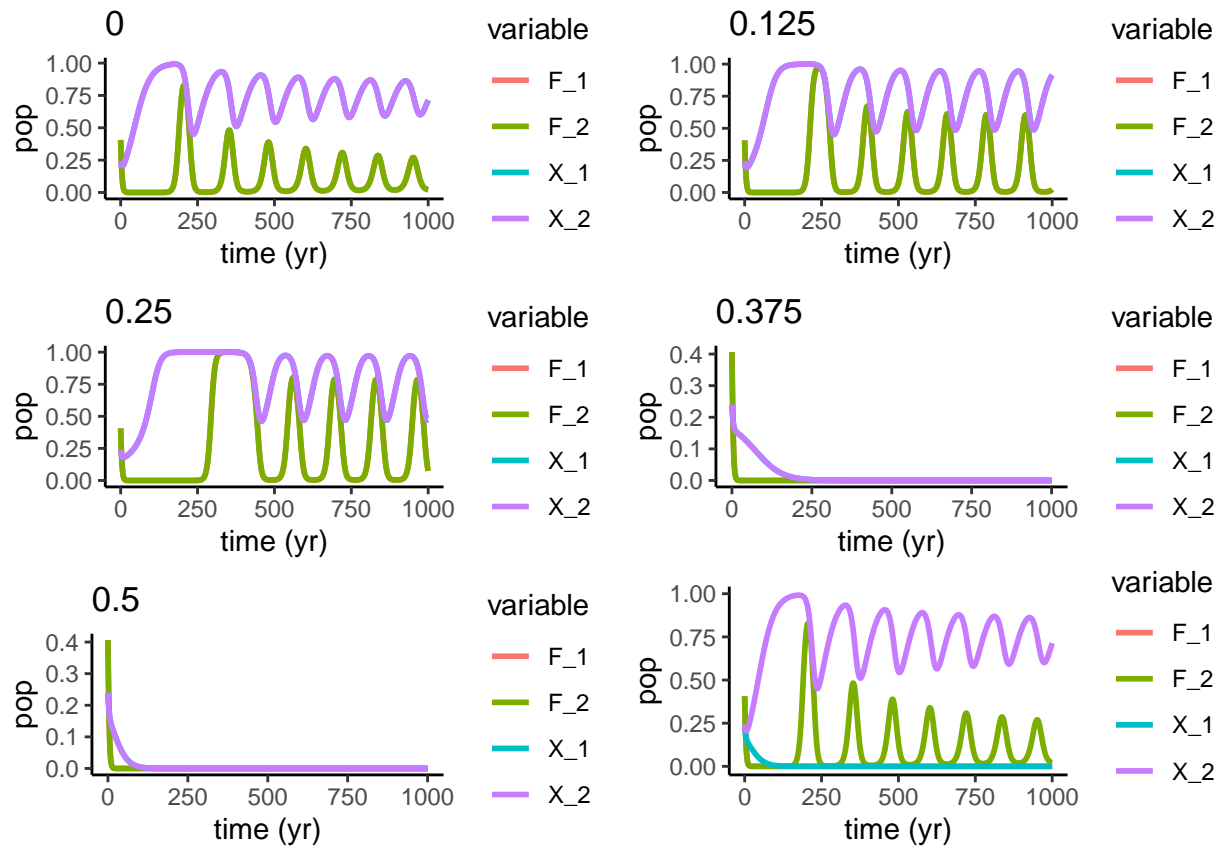 0
variable
1.00
0.75
0.50
0.25
0.00
pop
0 250 500 750 1000
time (yr)
F_1
F_2
X_1
X_2
0.125
variable
1.00
0.75
0.50
0.25
0.00
pop
0 250 500 750 1000
time (yr)
F_1
F_2
X_1
X_2
0.25
variable
1.00
0.75
0.50
0.25
0.00
pop
0 250 500 750 1000
time (yr)
F_1
F_2
X_1
X_2
0.375
variable
0.4
0.3
0.2
0.1
0.0
pop
0 250 500 750 1000
time (yr)
F_1
F_2
X_1
X_2
0.5
variable
0.4
0.3
0.2
0.1
0.0
pop
0 250 500 750 1000
time (yr)
F_1
F_2
X_1
X_2
variable
1.00
0.75
0.50
0.25
0.00
pop
0 250 500 750 1000
time (yr)
F_1
F_2
X_1
X_2